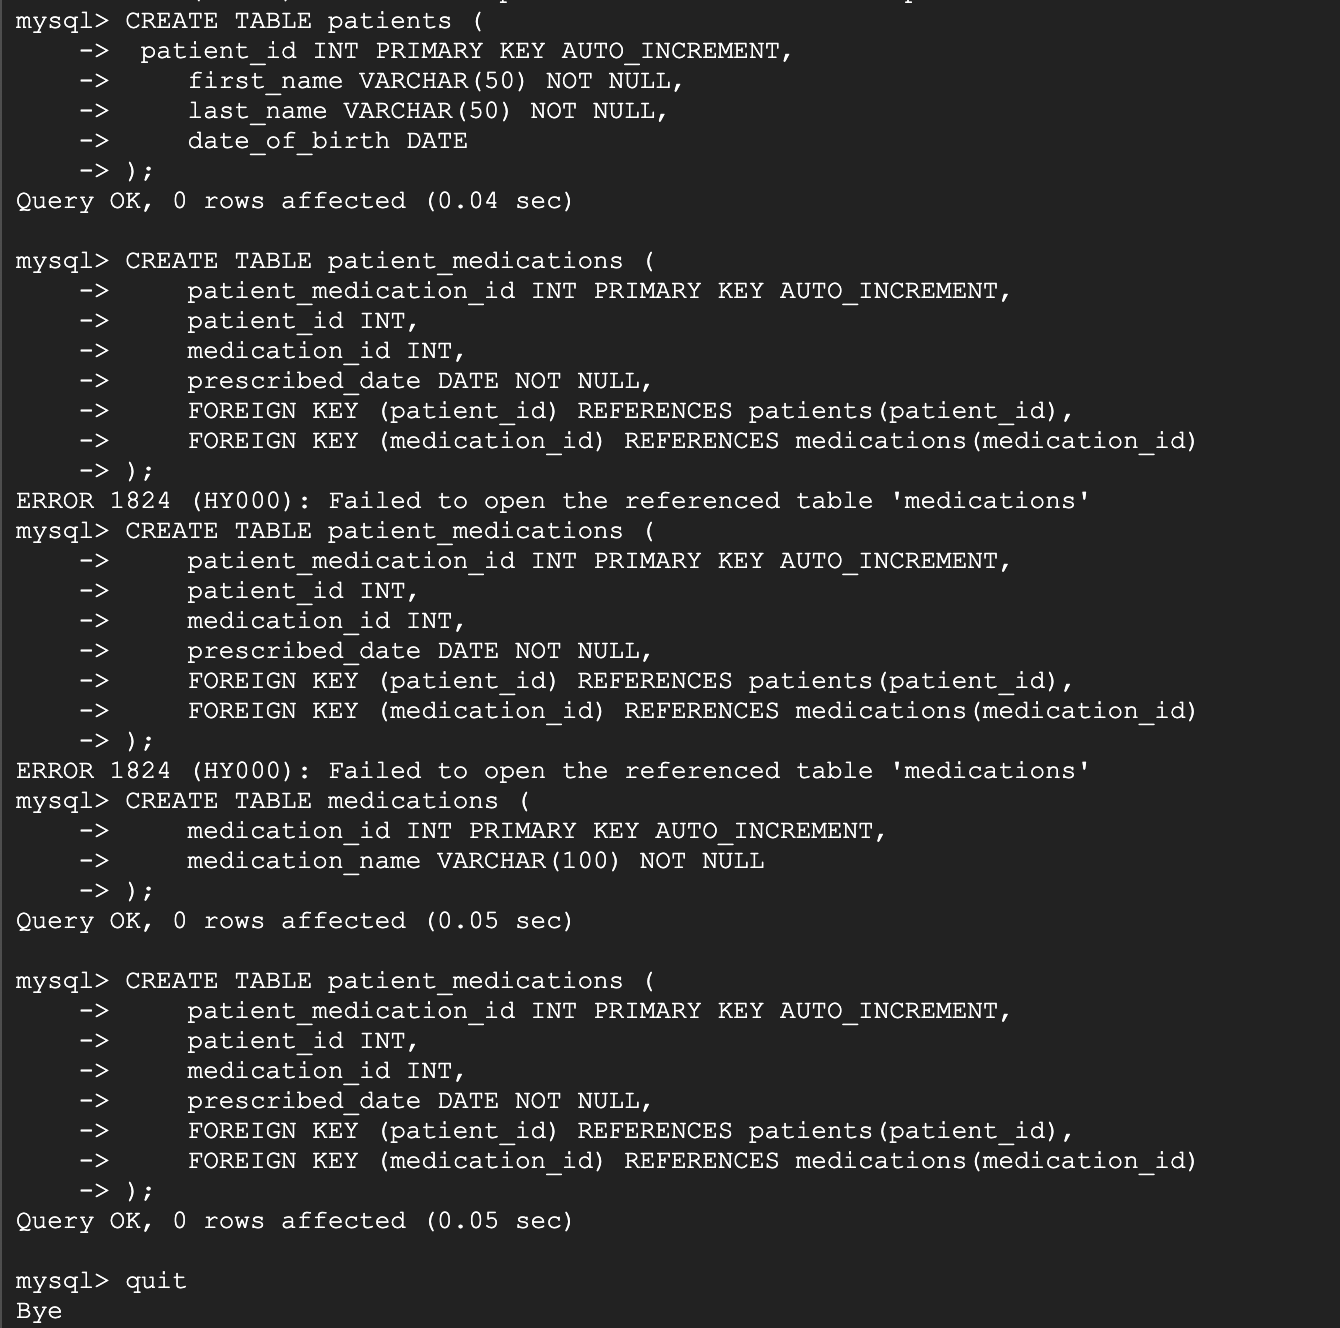 mysql> CREATE TABLE patients (
    ->  patient_id INT PRIMARY KEY AUTO_INCREMENT,
    ->     first_name VARCHAR(50) NOT NULL,
    ->     last_name VARCHAR(50) NOT NULL,
    ->     date_of_birth DATE
    -> );
Query OK, 0 rows affected (0.04 sec)

mysql> CREATE TABLE patient_medications (
    ->     patient_medication_id INT PRIMARY KEY AUTO_INCREMENT,
    ->     patient_id INT,
    ->     medication_id INT,
    ->     prescribed_date DATE NOT NULL,
    ->     FOREIGN KEY (patient_id) REFERENCES patients(patient_id),
    ->     FOREIGN KEY (medication_id) REFERENCES medications(medication_id)
    -> );
ERROR 1824 (HY000): Failed to open the referenced table 'medications'
mysql> CREATE TABLE patient_medications (
    ->     patient_medication_id INT PRIMARY KEY AUTO_INCREMENT,
    ->     patient_id INT,
    ->     medication_id INT,
    ->     prescribed_date DATE NOT NULL,
    ->     FOREIGN KEY (patient_id) REFERENCES patients(patient_id),
    ->     FOREIGN KEY (medication_id) REFERENCES medications(medication_id)
    -> );
ERROR 1824 (HY000): Failed to open the referenced table 'medications'
mysql> CREATE TABLE medications (
    ->     medication_id INT PRIMARY KEY AUTO_INCREMENT,
    ->     medication_name VARCHAR(100) NOT NULL
    -> );
Query OK, 0 rows affected (0.05 sec)

mysql> CREATE TABLE patient_medications (
    ->     patient_medication_id INT PRIMARY KEY AUTO_INCREMENT,
    ->     patient_id INT,
    ->     medication_id INT,
    ->     prescribed_date DATE NOT NULL,
    ->     FOREIGN KEY (patient_id) REFERENCES patients(patient_id),
    ->     FOREIGN KEY (medication_id) REFERENCES medications(medication_id)
    -> );
Query OK, 0 rows affected (0.05 sec)

mysql> quit
Bye